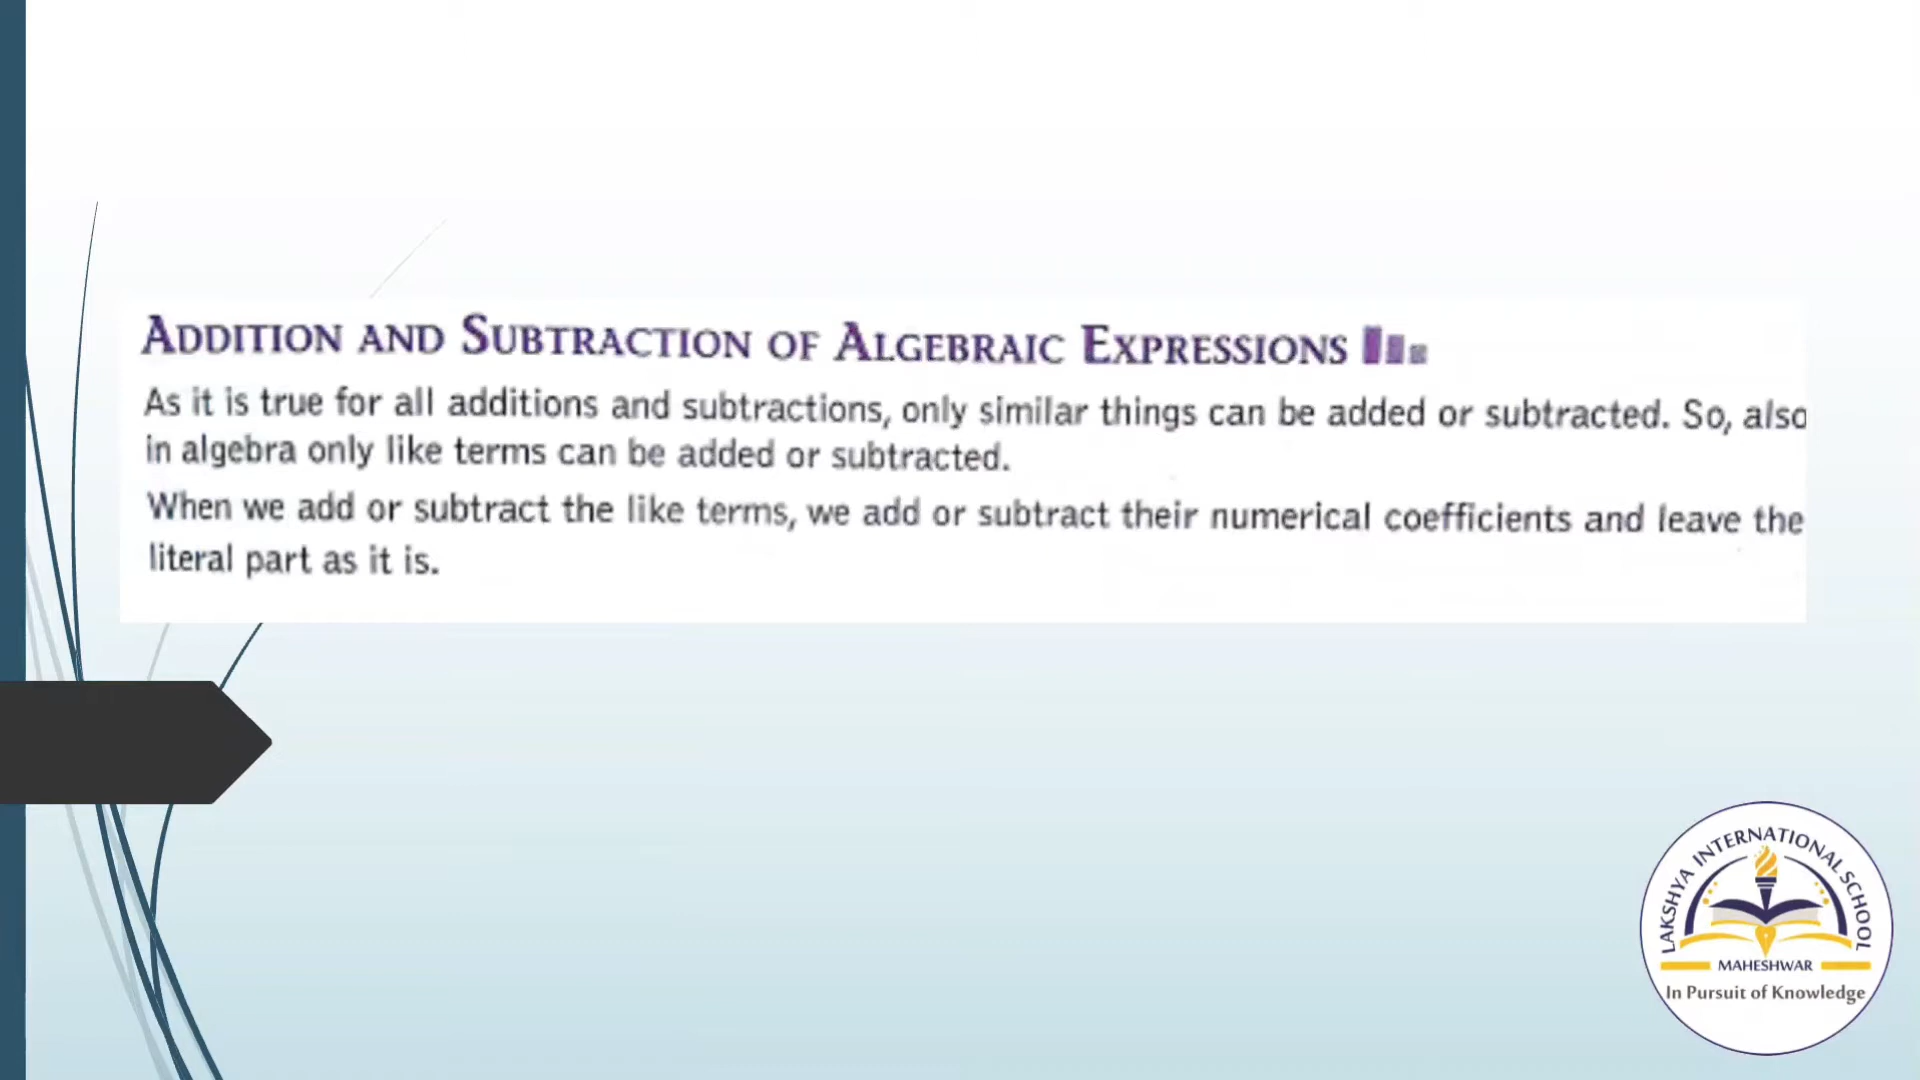 ADDITION AND SUBTRACTION OF ALGEBRAIC EXPRESSIONS
As it is true for all additions and subtractions, only similar things can be added or subtracted. So, also
in algebra only like terms can be added or subtracted.
When we add or subtract the like terms, we add or subtract their numerical coefficients and leave the
literal part as it is.
LAKSHYA INTERNATIONAL SCHOOL
MAHESHWAR
In Pursuit of Knowledge